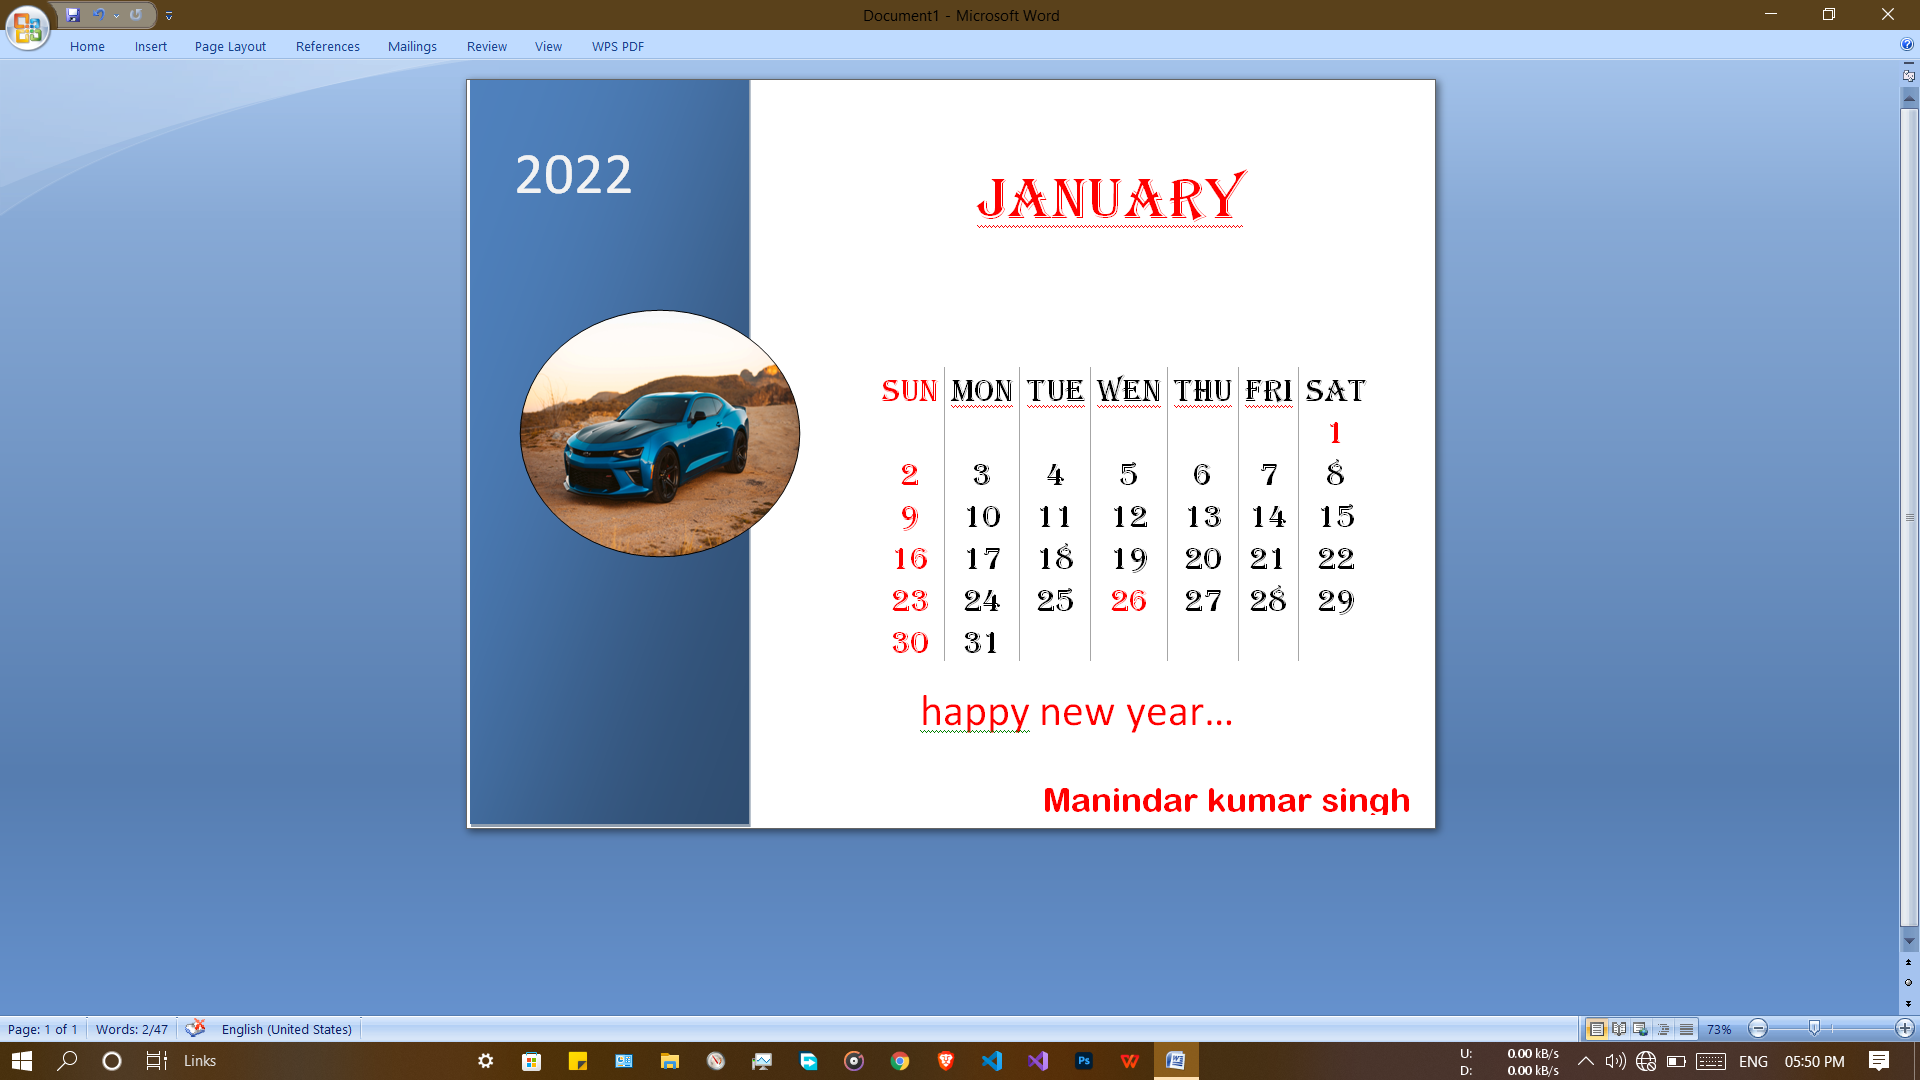 Document1 - Microsoft Word
Home Insert Page Layout References Mailings Review View WPS PDF
2022
JANUARY
SUN MON TUE WEN THU FRI SAT
1
2 3 4 5 6 7 8
9 10 11 12 13 14 15
16 17 18 19 20 21 22
23 24 25 26 27 28 29
30 31
happy new year...
Manindar kumar singh
Page: 1 of 1 Words: 2/47 English (United States) 73%
Links Ps U: 0.00 kB/s ENG 05:50 PM
D: 0.00 kB/s